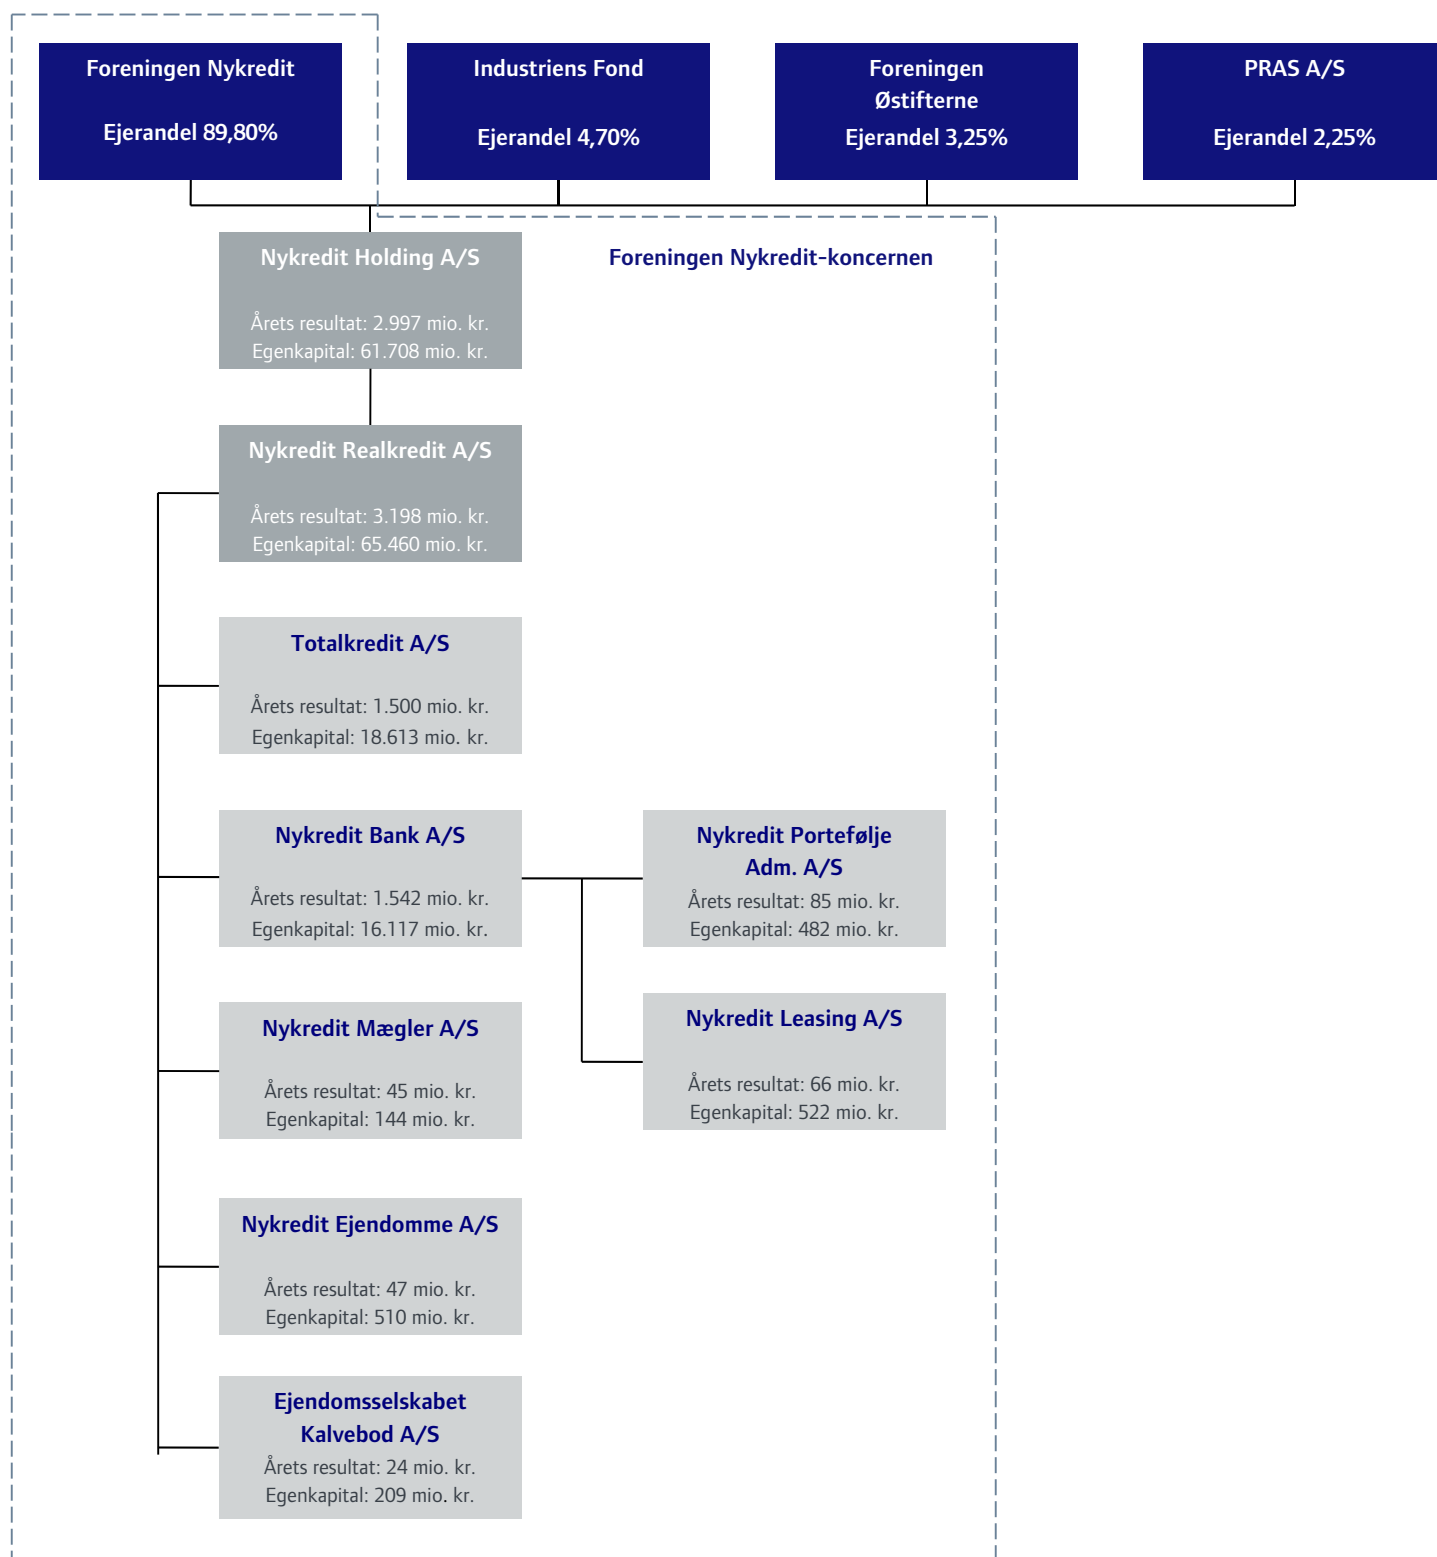 Foreningen Nykredit
Ejerandel 89,80%
Industriens Fond
Ejerandel 4,70%
Foreningen
Østifterne
Ejerandel 3,25%
PRAS A/S
Ejerandel 2,25%
Nykredit Holding A/S
Årets resultat: 2.997 mio. kr.
Egenkapital: 61.708 mio. kr.
Foreningen Nykredit-koncernen
Nykredit Realkredit A/S
Årets resultat: 3.198 mio. kr.
Egenkapital: 65.460 mio. kr.
Totalkredit A/S
Årets resultat: 1.500 mio. kr.
Egenkapital: 18.613 mio. kr.
Nykredit Bank A/S
Årets resultat: 1.542 mio. kr.
Egenkapital: 16.117 mio. kr.
Nykredit Portefølje
Adm. A/S
Årets resultat: 85 mio. kr.
Egenkapital: 482 mio. kr.
Nykredit Mægler A/S
Årets resultat: 45 mio. kr.
Egenkapital: 144 mio. kr.
Nykredit Leasing A/S
Årets resultat: 66 mio. kr.
Egenkapital: 522 mio. kr.
Nykredit Ejendomme A/S
Årets resultat: 47 mio. kr.
Egenkapital: 510 mio. kr.
Ejendomsselskabet
Kalvebod A/S
Årets resultat: 24 mio. kr.
Egenkapital: 209 mio. kr.